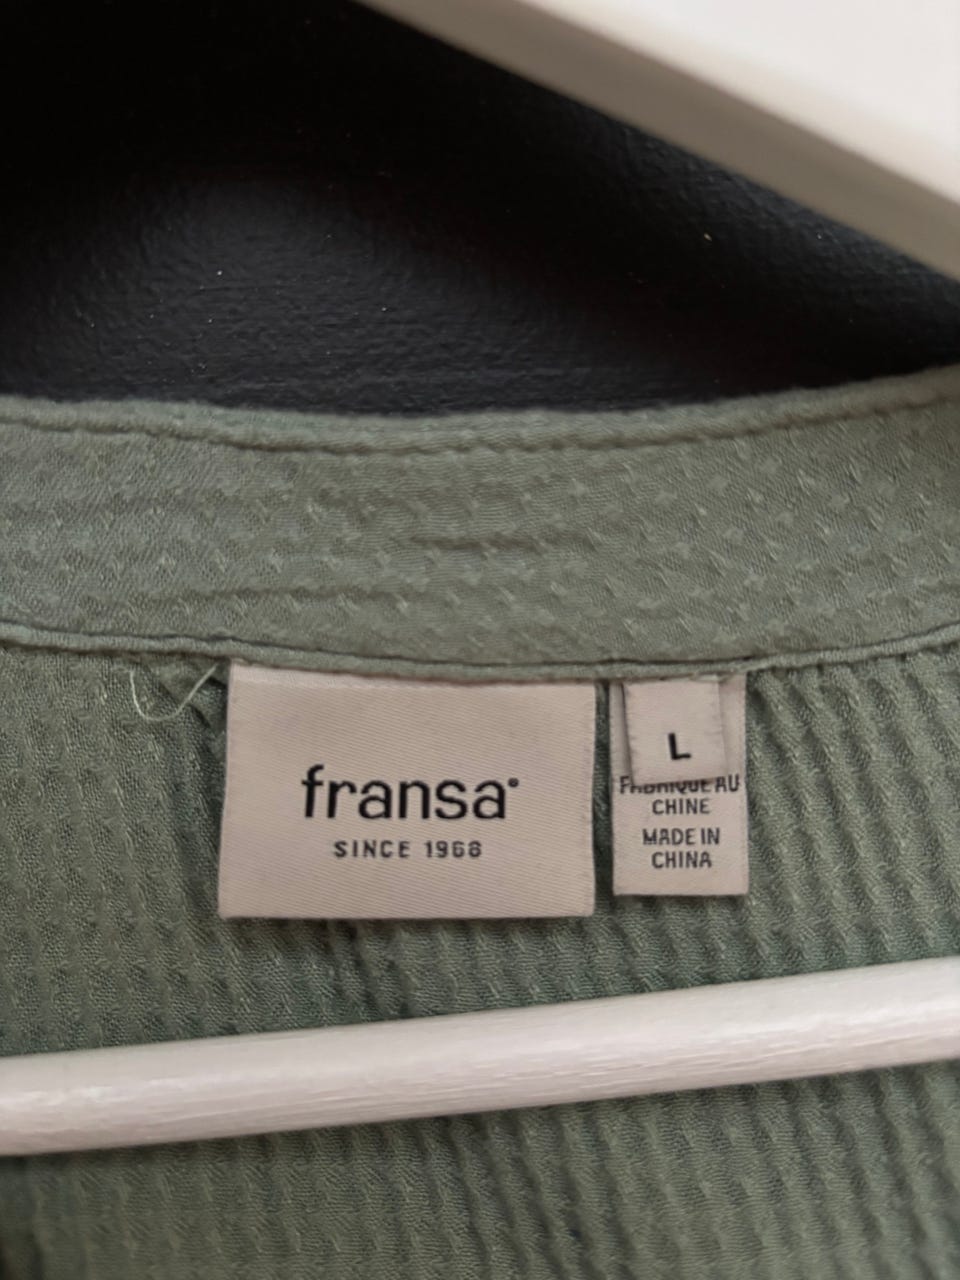 fransa®
SINCE 1968
L
FABRIQUE AU
CHINE
MADE IN
CHINA